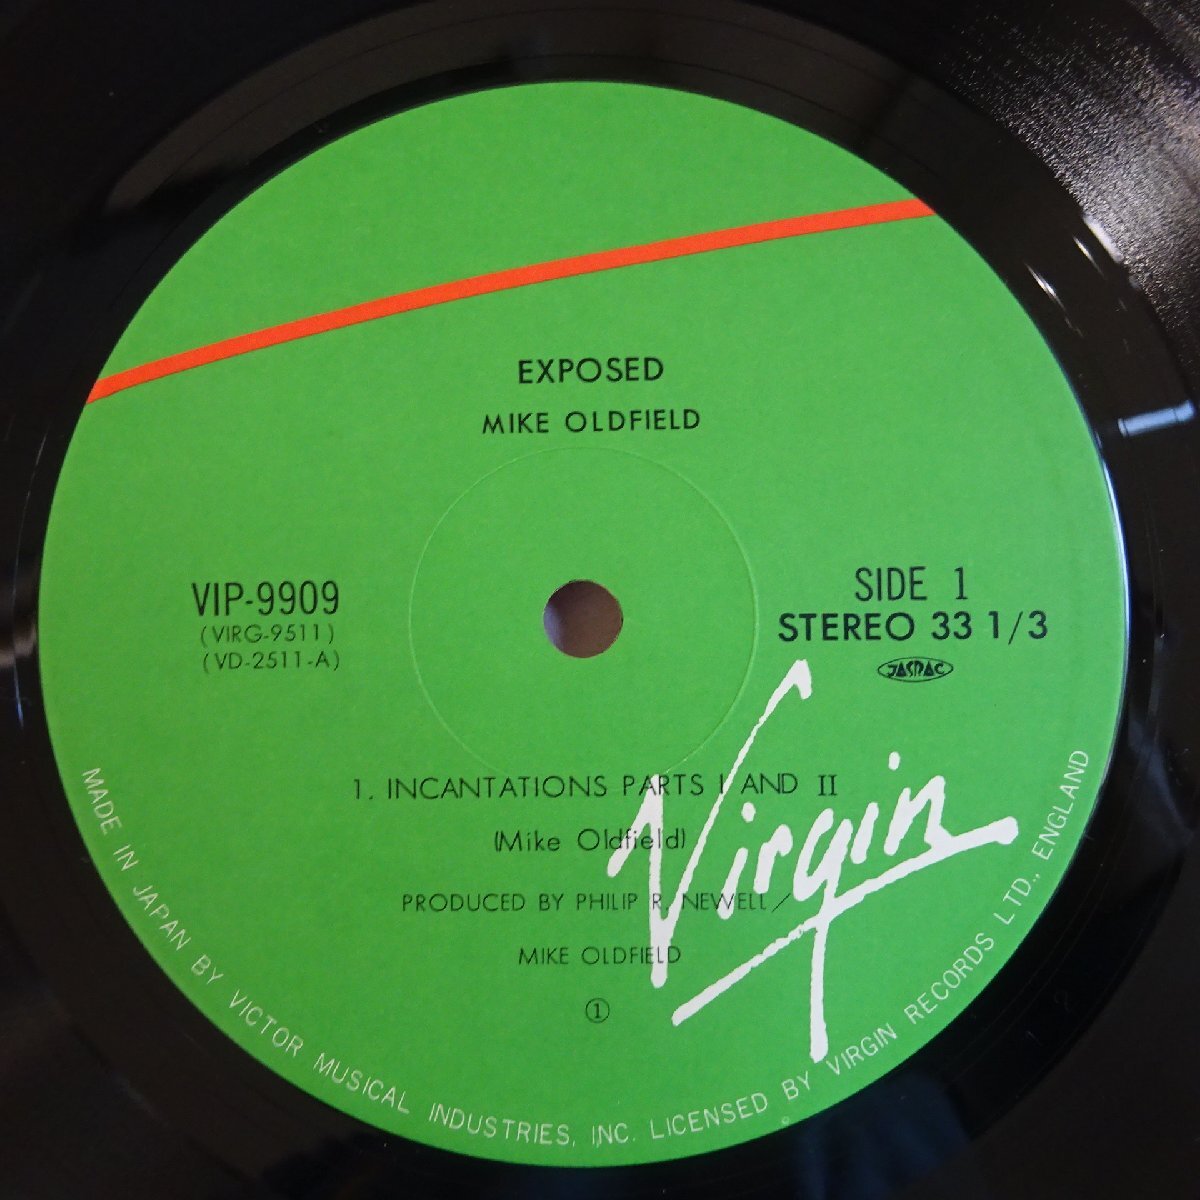 EXPOSED
MIKE OLDFIELD
VIP-9909
(VIRG-9511)
(VD-2511-A)
SIDE 1
STEREO 33 1/3
JASRAC
1. INCANTATIONS PARTS I AND II
(Mike Oldfield)
PRODUCED BY PHILIP R. NEWELL/
MIKE OLDFIELD
①
Virgin
MADE IN JAPAN BY VICTOR MUSICAL INDUSTRIES, INC. LICENSED BY VIRGIN RECORDS LTD., ENGLAND